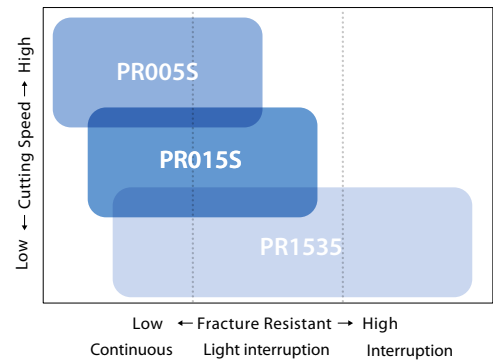 PR005S
PR015S
PR1535
Low ← Cutting Speed → High
Low ← Fracture Resistant → High
Continuous Light interruption Interruption